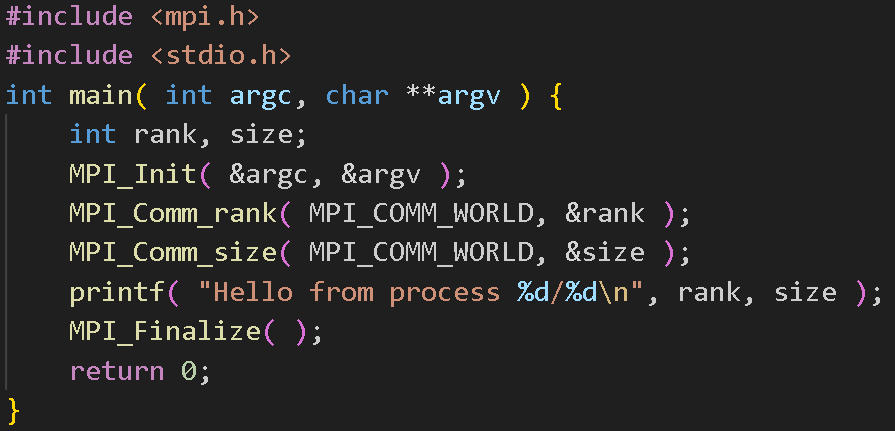 #include <mpi.h>
#include <stdio.h>
int main( int argc, char **argv ) {
    int rank, size;
    MPI_Init( &argc, &argv );
    MPI_Comm_rank( MPI_COMM_WORLD, &rank );
    MPI_Comm_size( MPI_COMM_WORLD, &size );
    printf( "Hello from process %d/%d\n", rank, size );
    MPI_Finalize( );
    return 0;
}